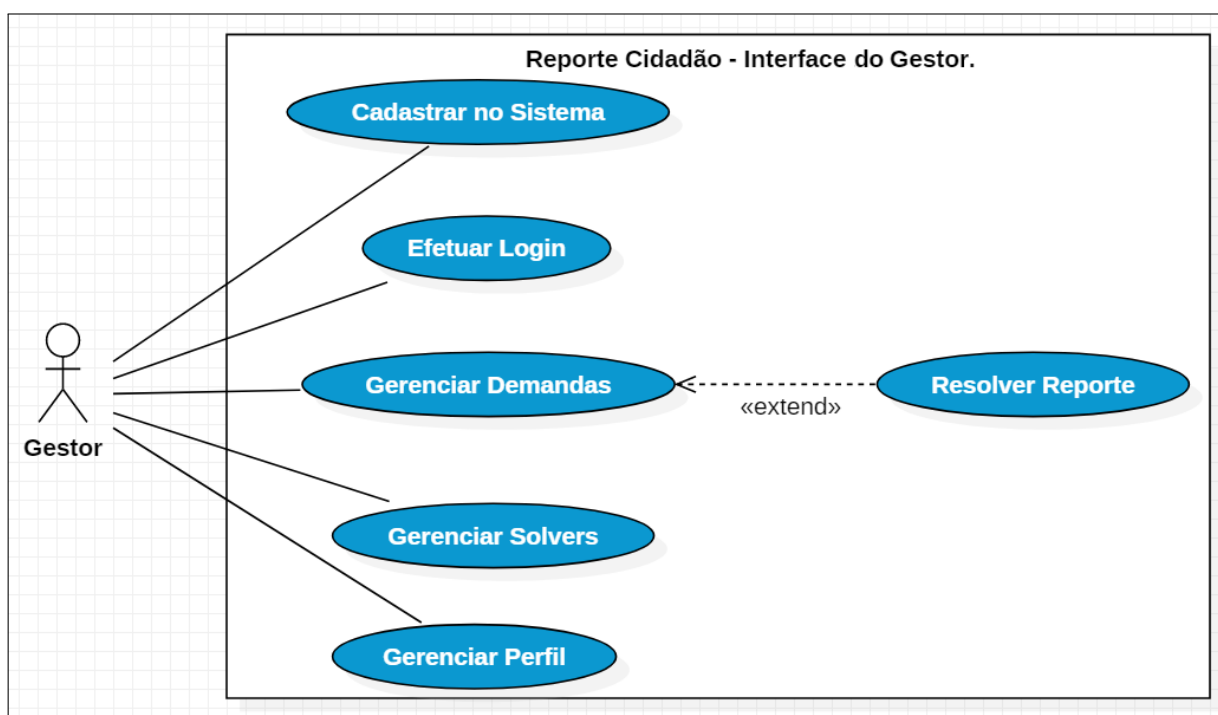 Reporte Cidadão - Interface do Gestor.
Cadastrar no Sistema
Efetuar Login
Gerenciar Demandas
«extend»
Resolver Reporte
Gestor
Gerenciar Solvers
Gerenciar Perfil